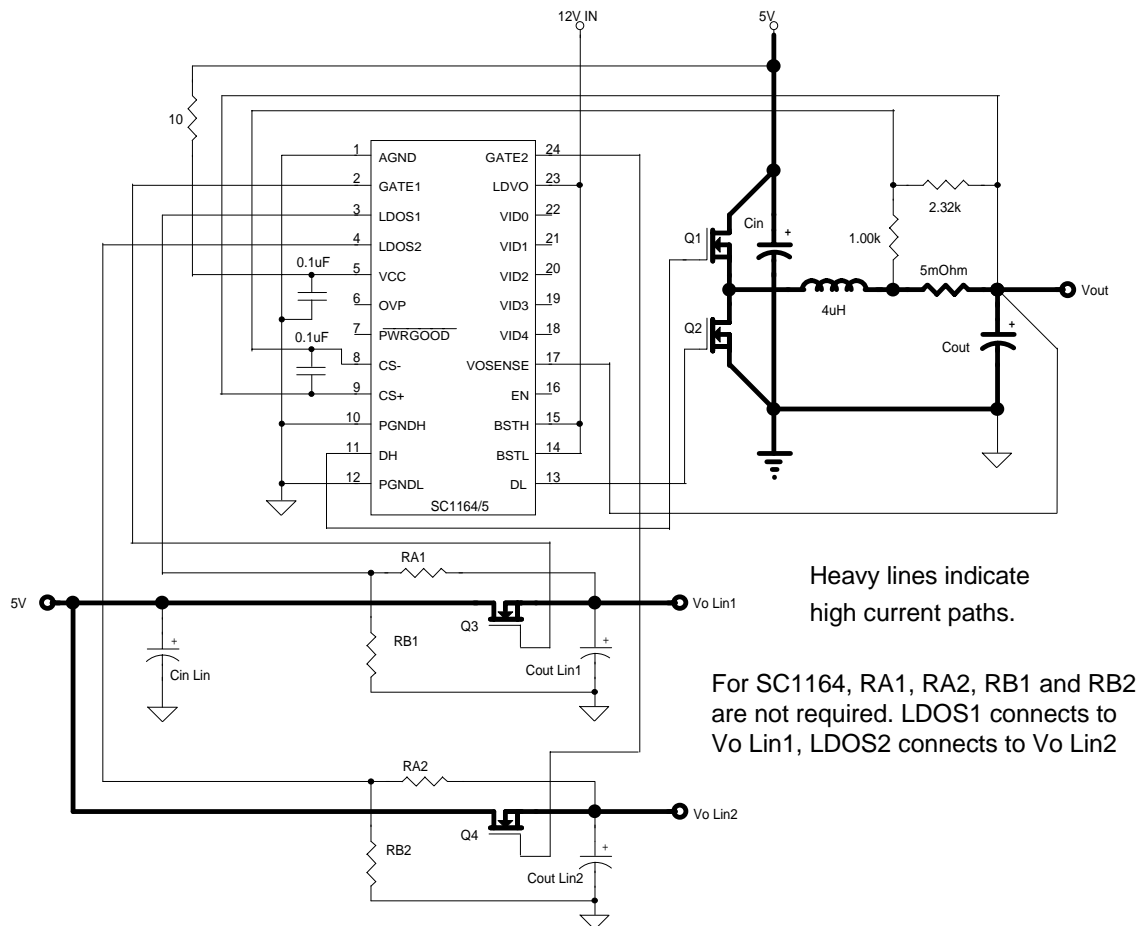 12V IN 5V
10
1 AGND GATE2 24
2 GATE1 LDVO 23
3 LDOS1 VID0 22
4 LDOS2 VID1 21
0.1uF 5 VCC VID2 20
6 OVP VID3 19
0.1uF 7 PWRGOOD VID4 18
8 CS- VOSENSE 17
9 CS+ EN 16
10 PGNDH BSTH 15
11 DH BSTL 14
12 PGNDL DL 13
SC1164/5
Q1
Cin
+
2.32k
1.00k
5mOhm
4uH
Vout
Q2
+
Cout
RA1
5V
Q3
Vo Lin1
+
Cin Lin
RB1
+
Cout Lin1
Heavy lines indicate
high current paths.
For SC1164, RA1, RA2, RB1 and RB2
are not required. LDOS1 connects to
Vo Lin1, LDOS2 connects to Vo Lin2
RA2
Q4
Vo Lin2
RB2
+
Cout Lin2